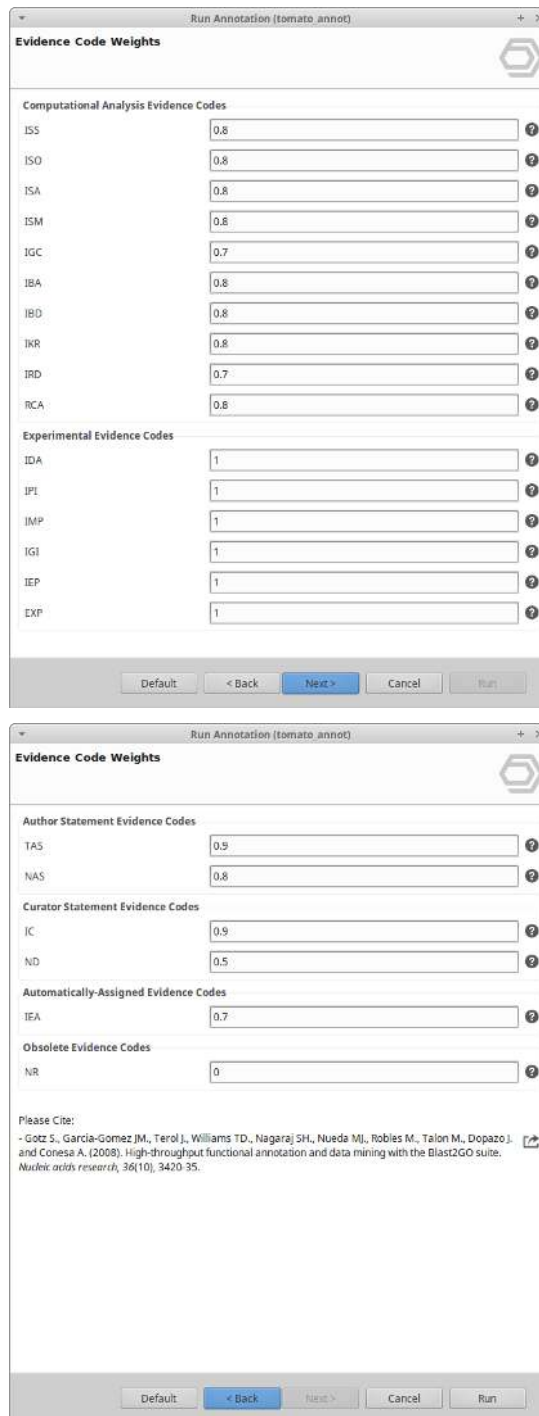 Run Annotation (tomato_annot)
Evidence Code Weights
Computational Analysis Evidence Codes
ISS 0.8
ISO 0.8
ISA 0.8
ISM 0.8
IGC 0.7
IBA 0.8
IBD 0.8
IKR 0.8
IRD 0.7
RCA 0.8
Experimental Evidence Codes
IDA 1
IPI 1
IMP 1
IGI 1
IEP 1
EXP 1
Default < Back Next > Cancel Run
Run Annotation (tomato_annot)
Evidence Code Weights
Author Statement Evidence Codes
TAS 0.9
NAS 0.8
Curator Statement Evidence Codes
IC 0.9
ND 0.5
Automatically-Assigned Evidence Codes
IEA 0.7
Obsolete Evidence Codes
NR 0
Please Cite:
- Gotz S., Garcia-Gomez JM., Terol J., Williams TD., Nagaraj SH., Nueda MJ., Robles M., Talon M., Dopazo J.
and Conesa A. (2008). High-throughput functional annotation and data mining with the Blast2GO suite.
Nucleic acids research, 36(10), 3420-35.
Default < Back Next > Cancel Run